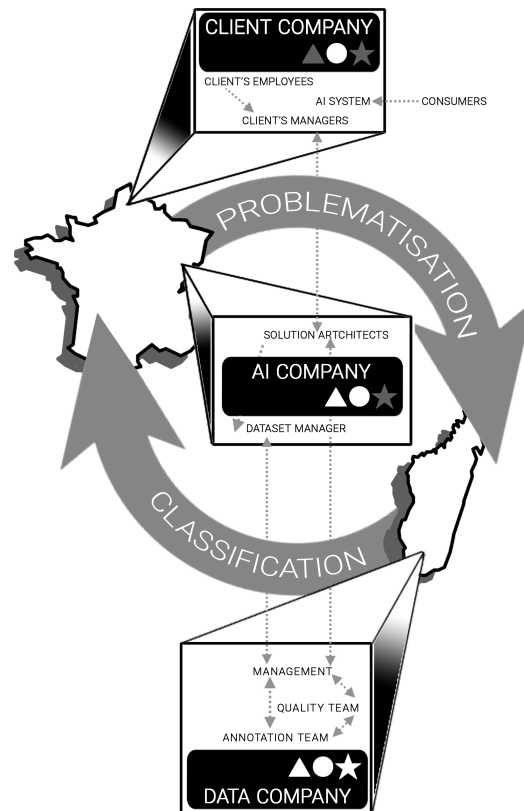 CLIENT COMPANY
CLIENT'S EMPLOYEES
AI SYSTEM
CONSUMERS
CLIENT'S MANAGERS
PROBLEMATISATION
SOLUTION ARTCHITECTS
AI COMPANY
DATASET MANAGER
CLASSIFICATION
MANAGEMENT
QUALITY TEAM
ANNOTATION TEAM
DATA COMPANY